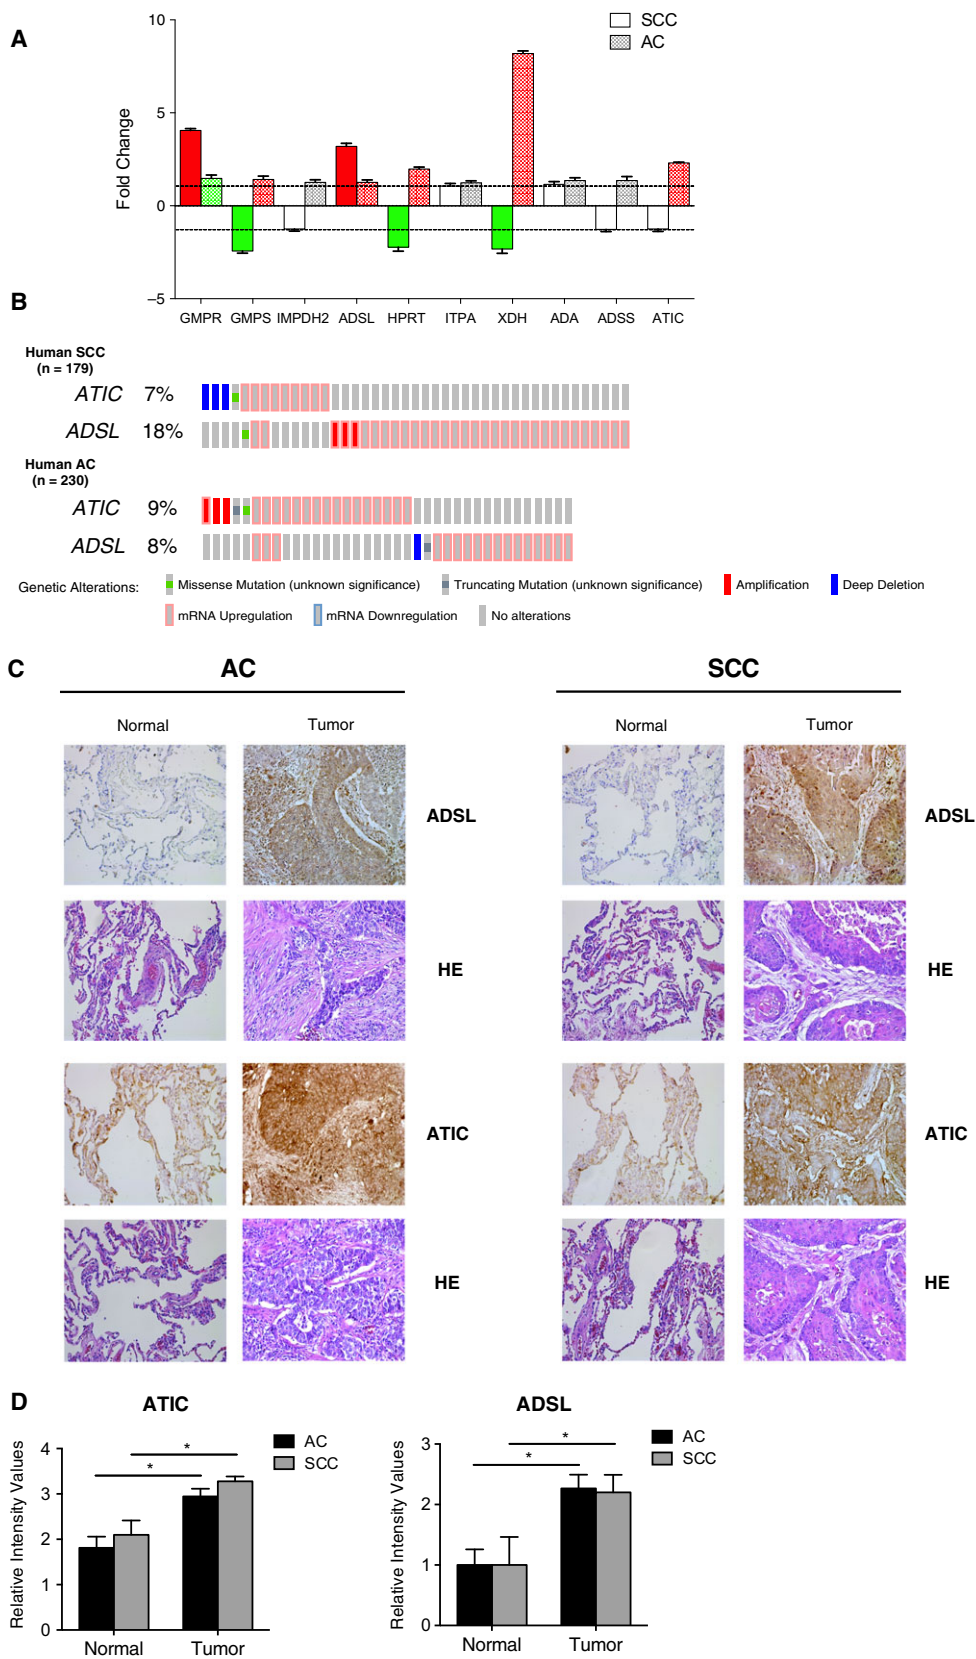 A
10
5
0
−5
Fold Change
SCC
AC
GMPR GMPS IMPDH2 ADSL HPRT ITPA XDH ADA ADSS ATIC
B
Human SCC
(n = 179)
ATIC 7%
ADSL 18%
Human AC
(n = 230)
ATIC 9%
ADSL 8%
Genetic Alterations: Missense Mutation (unknown significance) Truncating Mutation (unknown significance) Amplification Deep Deletion
mRNA Upregulation mRNA Downregulation No alterations
C
AC SCC
Normal Tumor Normal Tumor
ADSL ADSL
HE HE
ATIC ATIC
HE HE
D
ATIC
Relative Intensity Values
4
3
2
1
0
* *
AC
SCC
Normal Tumor
ADSL
Relative Intensity Values
3
2
1
0
* *
AC
SCC
Normal Tumor